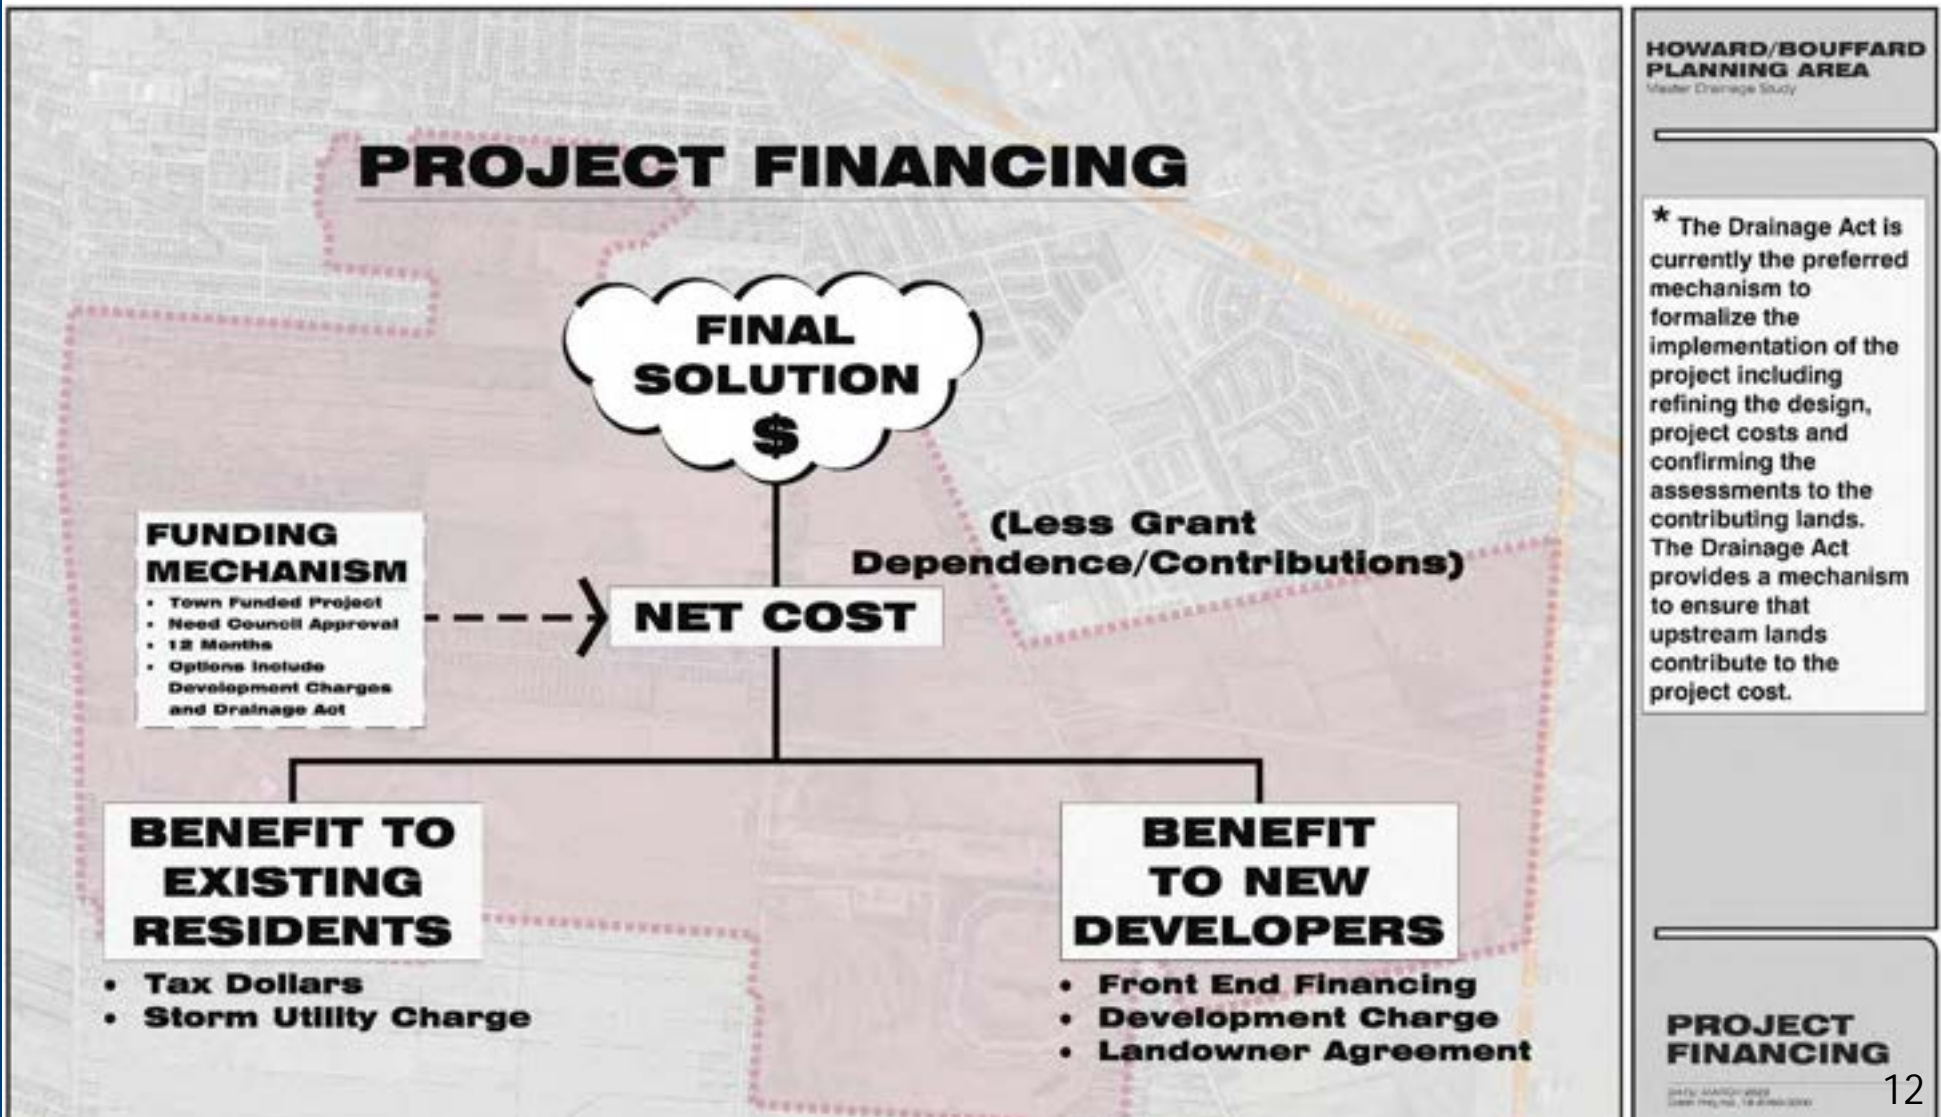 PROJECT FINANCING
FINAL
SOLUTION
$
(Less Grant
Dependence/Contributions)
FUNDING
MECHANISM
• Town Funded Project
• Need Council Approval
• 12 Months
• Options Include
Development Charges
and Drainage Act
NET COST
BENEFIT TO
EXISTING
RESIDENTS
• Tax Dollars
• Storm Utility Charge
BENEFIT
TO NEW
DEVELOPERS
• Front End Financing
• Development Charge
• Landowner Agreement
HOWARD/BOUFFARD
PLANNING AREA
Master Drainage Study
* The Drainage Act is
currently the preferred
mechanism to
formalize the
implementation of the
project including
refining the design,
project costs and
confirming the
assessments to the
contributing lands.
The Drainage Act
provides a mechanism
to ensure that
upstream lands
contribute to the
project cost.
PROJECT
FINANCING
12